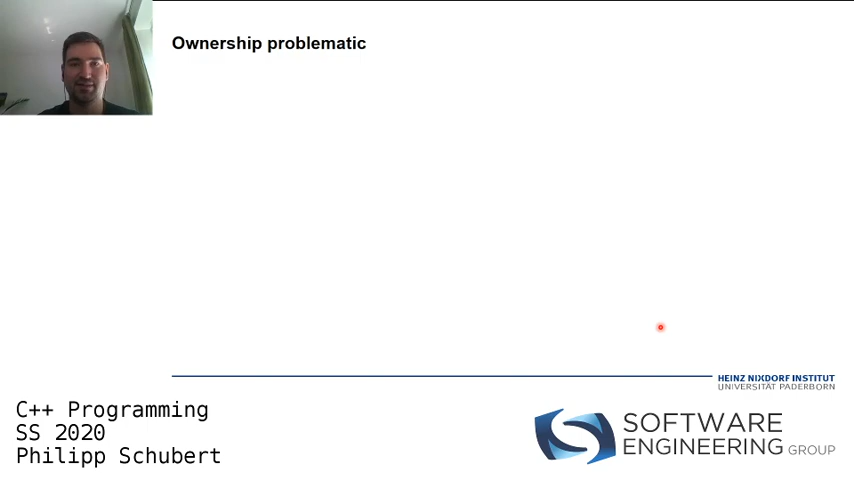 Ownership problematic
HEINZ NIXDORF INSTITUT
UNIVERSITÄT PADERBORN
C++ Programming
SS 2020
Philipp Schubert
SOFTWARE
ENGINEERING GROUP